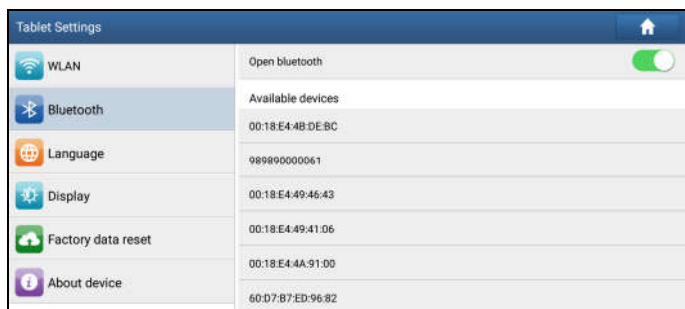 Tablet Settings
WLAN
Bluetooth
Language
Display
Factory data reset
About device
Open bluetooth
Available devices
00:18:E4:4B:DE:BC
989890000061
00:18:E4:49:46:43
00:18:E4:49:41:06
00:18:E4:4A:91:00
60:D7:B7:ED:96:82